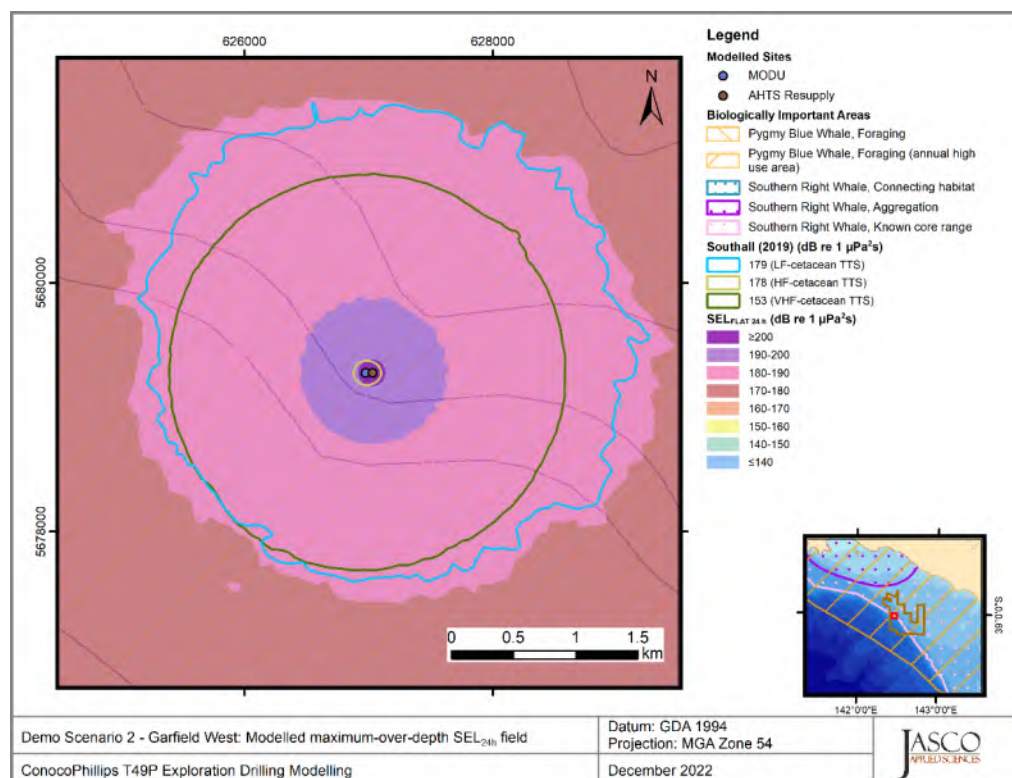 626000
628000
5680000
5678000
N
0 0.5 1 1.5
km
Legend
Modelled Sites
MODU
AHTS Resupply
Biologically Important Areas
Pygmy Blue Whale, Foraging
Pygmy Blue Whale, Foraging (annual high
use area)
Southern Right Whale, Connecting habitat
Southern Right Whale, Aggregation
Southern Right Whale, Known core range
Southall (2019) (dB re 1 µPa²s)
179 (LF-cetacean TTS)
178 (HF-cetacean TTS)
153 (VHF-cetacean TTS)
SELFLAT 24 h (dB re 1 µPa²s)
≥200
190-200
180-190
170-180
160-170
150-160
140-150
≤140
39°0'0"S
142°0'0"E 143°0'0"E
Demo Scenario 2 - Garfield West: Modelled maximum-over-depth SEL24h field
ConocoPhillips T49P Exploration Drilling Modelling
Datum: GDA 1994
Projection: MGA Zone 54
December 2022
JASCO
APPLIED SCIENCES